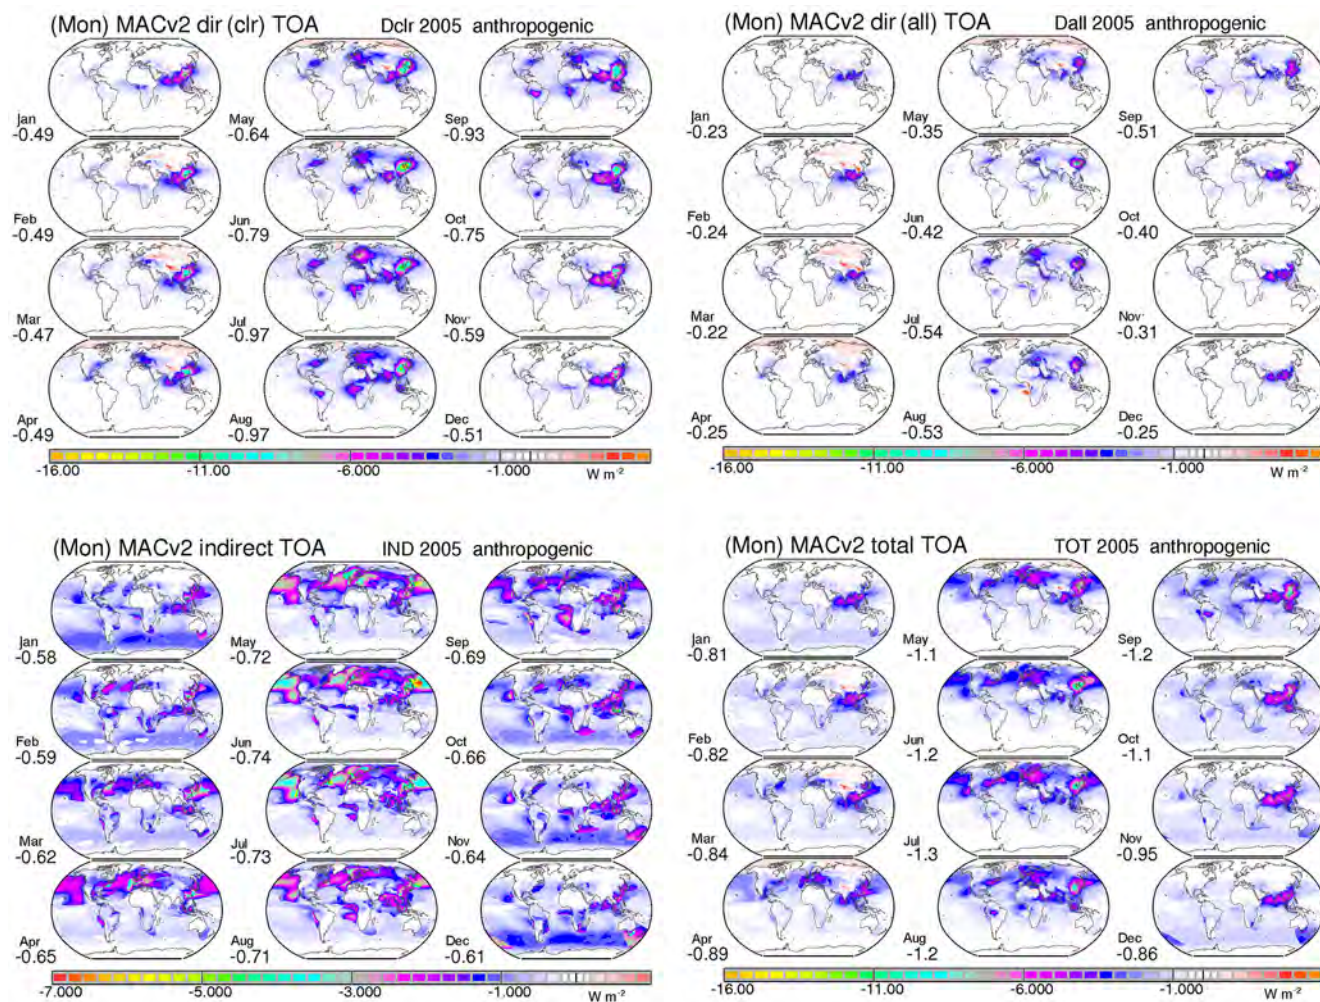 (Mon) MACv2 dir (clr) TOA Dclr 2005 anthropogenic
Jan
-0.49
May
-0.64
Sep
-0.93
Feb
-0.49
Jun
-0.79
Oct
-0.75
Mar
-0.47
Jul
-0.97
Nov
-0.59
Apr
-0.49
Aug
-0.97
Dec
-0.51
-16.00 -11.00 -6.000 -1.000 W m⁻²
(Mon) MACv2 dir (all) TOA Dall 2005 anthropogenic
Jan
-0.23
May
-0.35
Sep
-0.51
Feb
-0.24
Jun
-0.42
Oct
-0.40
Mar
-0.22
Jul
-0.54
Nov
-0.31
Apr
-0.25
Aug
-0.53
Dec
-0.25
-16.00 -11.00 -6.000 -1.000 W m⁻²
(Mon) MACv2 indirect TOA IND 2005 anthropogenic
Jan
-0.58
May
-0.72
Sep
-0.69
Feb
-0.59
Jun
-0.74
Oct
-0.66
Mar
-0.62
Jul
-0.73
Nov
-0.64
Apr
-0.65
Aug
-0.71
Dec
-0.61
-7.000 -5.000 -3.000 -1.000 W m⁻²
(Mon) MACv2 total TOA TOT 2005 anthropogenic
Jan
-0.81
May
-1.1
Sep
-1.2
Feb
-0.82
Jun
-1.2
Oct
-1.1
Mar
-0.84
Jul
-1.3
Nov
-0.95
Apr
-0.89
Aug
-1.2
Dec
-0.86
-16.00 -11.00 -6.000 -1.000 W m⁻²